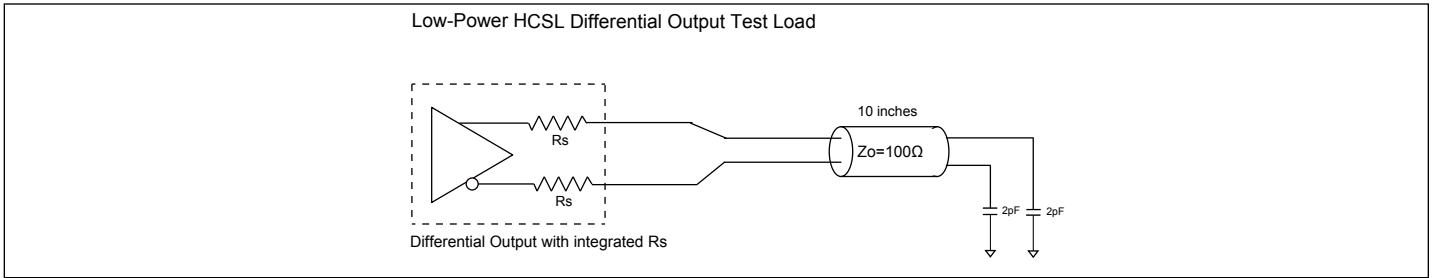 Low-Power HCSL Differential Output Test Load
10 inches
Rs
Zo=100Ω
Rs
2pF
2pF
Differential Output with integrated Rs